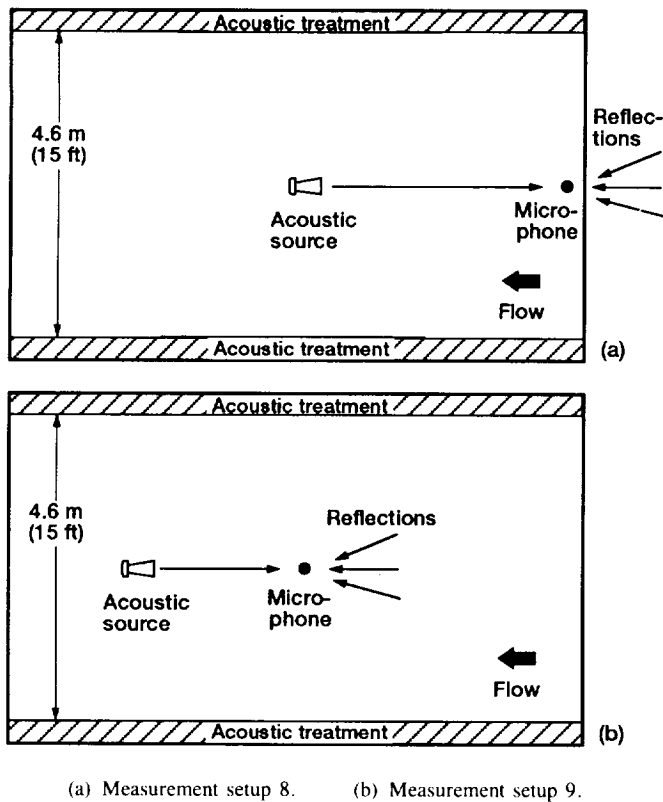 Acoustic treatment
4.6 m
(15 ft)
Reflec-
tions
Acoustic
source
Micro-
phone
Flow
Acoustic treatment
(a)
Acoustic treatment
4.6 m
(15 ft)
Reflections
Acoustic
source
Micro-
phone
Flow
Acoustic treatment
(b)
(a) Measurement setup 8. (b) Measurement setup 9.